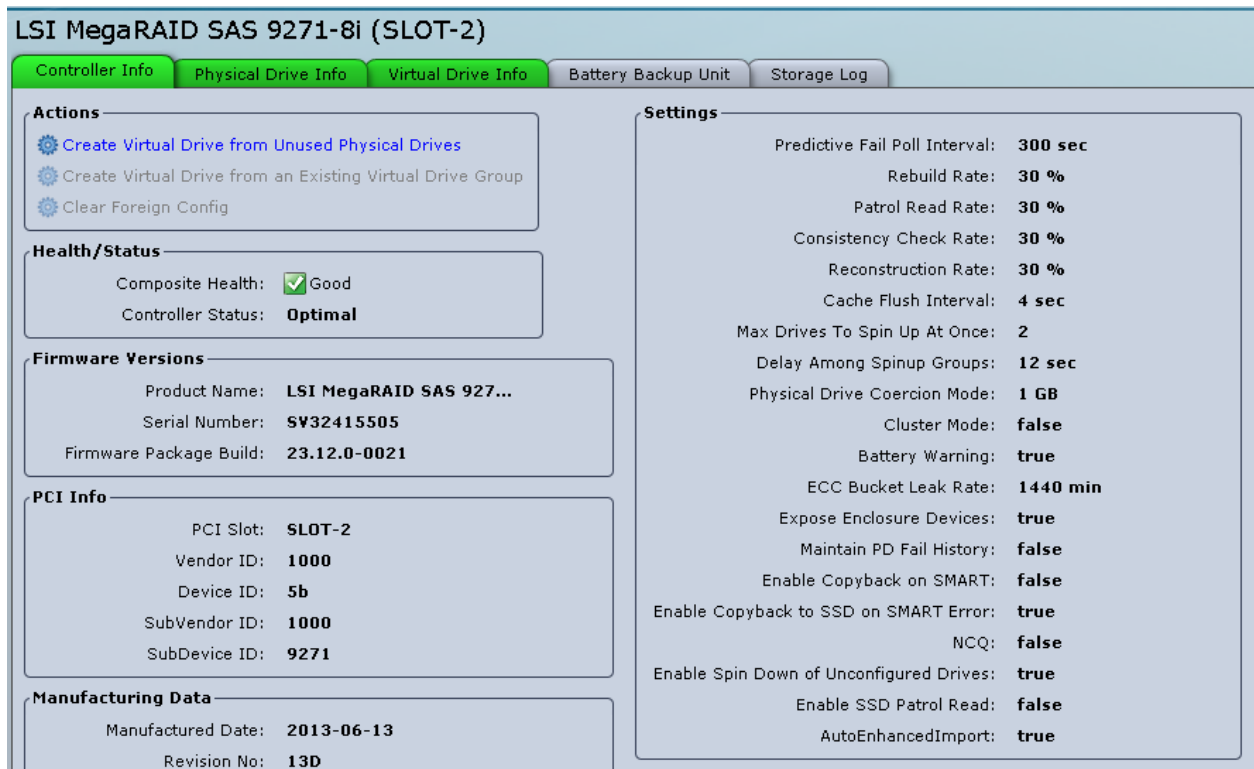 LSI MegaRAID SAS 9271-8i (SLOT-2)
Controller Info Physical Drive Info Virtual Drive Info Battery Backup Unit Storage Log
Actions
Create Virtual Drive from Unused Physical Drives
Create Virtual Drive from an Existing Virtual Drive Group
Clear Foreign Config
Health/Status
Composite Health: Good
Controller Status: Optimal
Firmware Versions
Product Name: LSI MegaRAID SAS 927...
Serial Number: SV32415505
Firmware Package Build: 23.12.0-0021
PCI Info
PCI Slot: SLOT-2
Vendor ID: 1000
Device ID: 5b
SubVendor ID: 1000
SubDevice ID: 9271
Manufacturing Data
Manufactured Date: 2013-06-13
Revision No: 13D
Settings
Predictive Fail Poll Interval: 300 sec
Rebuild Rate: 30 %
Patrol Read Rate: 30 %
Consistency Check Rate: 30 %
Reconstruction Rate: 30 %
Cache Flush Interval: 4 sec
Max Drives To Spin Up At Once: 2
Delay Among Spinup Groups: 12 sec
Physical Drive Coercion Mode: 1 GB
Cluster Mode: false
Battery Warning: true
ECC Bucket Leak Rate: 1440 min
Expose Enclosure Devices: true
Maintain PD Fail History: false
Enable Copyback on SMART: false
Enable Copyback to SSD on SMART Error: true
NCQ: false
Enable Spin Down of Unconfigured Drives: true
Enable SSD Patrol Read: false
AutoEnhancedImport: true